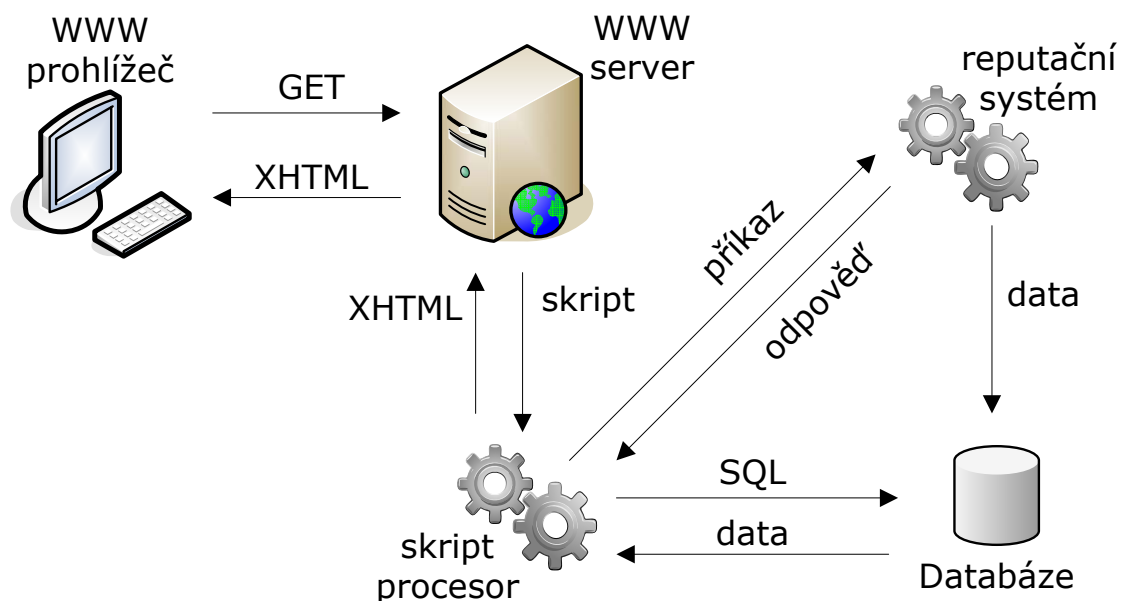 WWW
prohlížeč
GET
XHTML
WWW
server
reputační
systém
XHTML
skript
příkaz
odpověď
data
SQL
data
skript
procesor
Databáze